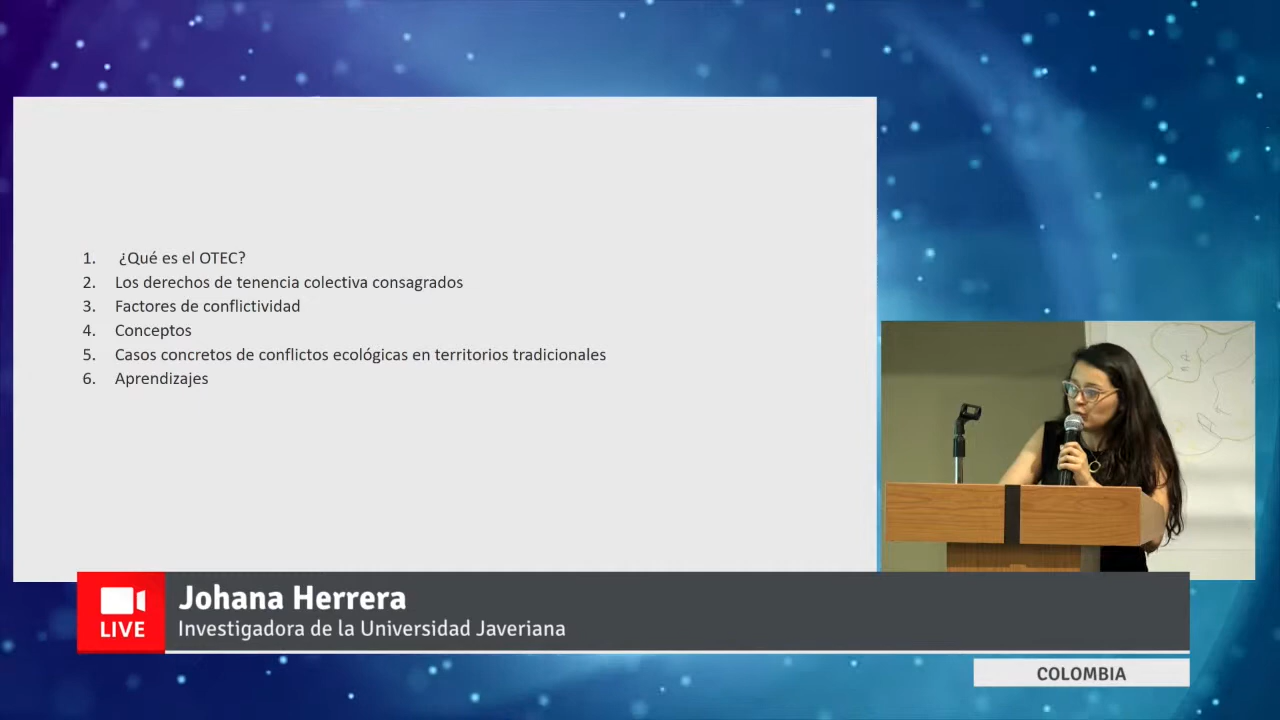 1. ¿Qué es el OTEC?
2. Los derechos de tenencia colectiva consagrados
3. Factores de conflictividad
4. Conceptos
5. Casos concretos de conflictos ecológicas en territorios tradicionales
6. Aprendizajes
LIVE
Johana Herrera
Investigadora de la Universidad Javeriana
COLOMBIA